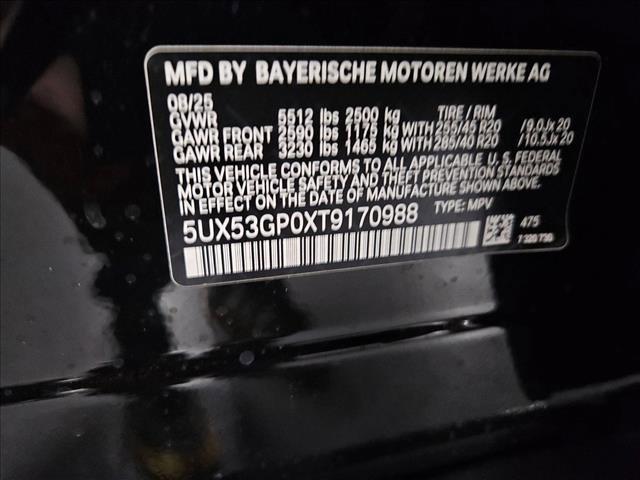 MFD BY BAYERISCHE MOTOREN WERKE AG
08/25
GVWR 5512 lbs 2500 kg TIRE / RIM
GAWR FRONT 2590 lbs 1175 kg WITH 255/45 R20 /9.0Jx20
GAWR REAR 3230 lbs 1465 kg WITH 285/40 R20 /10.5Jx20
THIS VEHICLE CONFORMS TO ALL APPLICABLE U.S. FEDERAL
MOTOR VEHICLE SAFETY AND THEFT PREVENTION STANDARDS
IN EFFECT ON THE DATE OF MANUFACTURE SHOWN ABOVE.
5UX53GP0XT9170988 TYPE: MPV
475
7 320 730